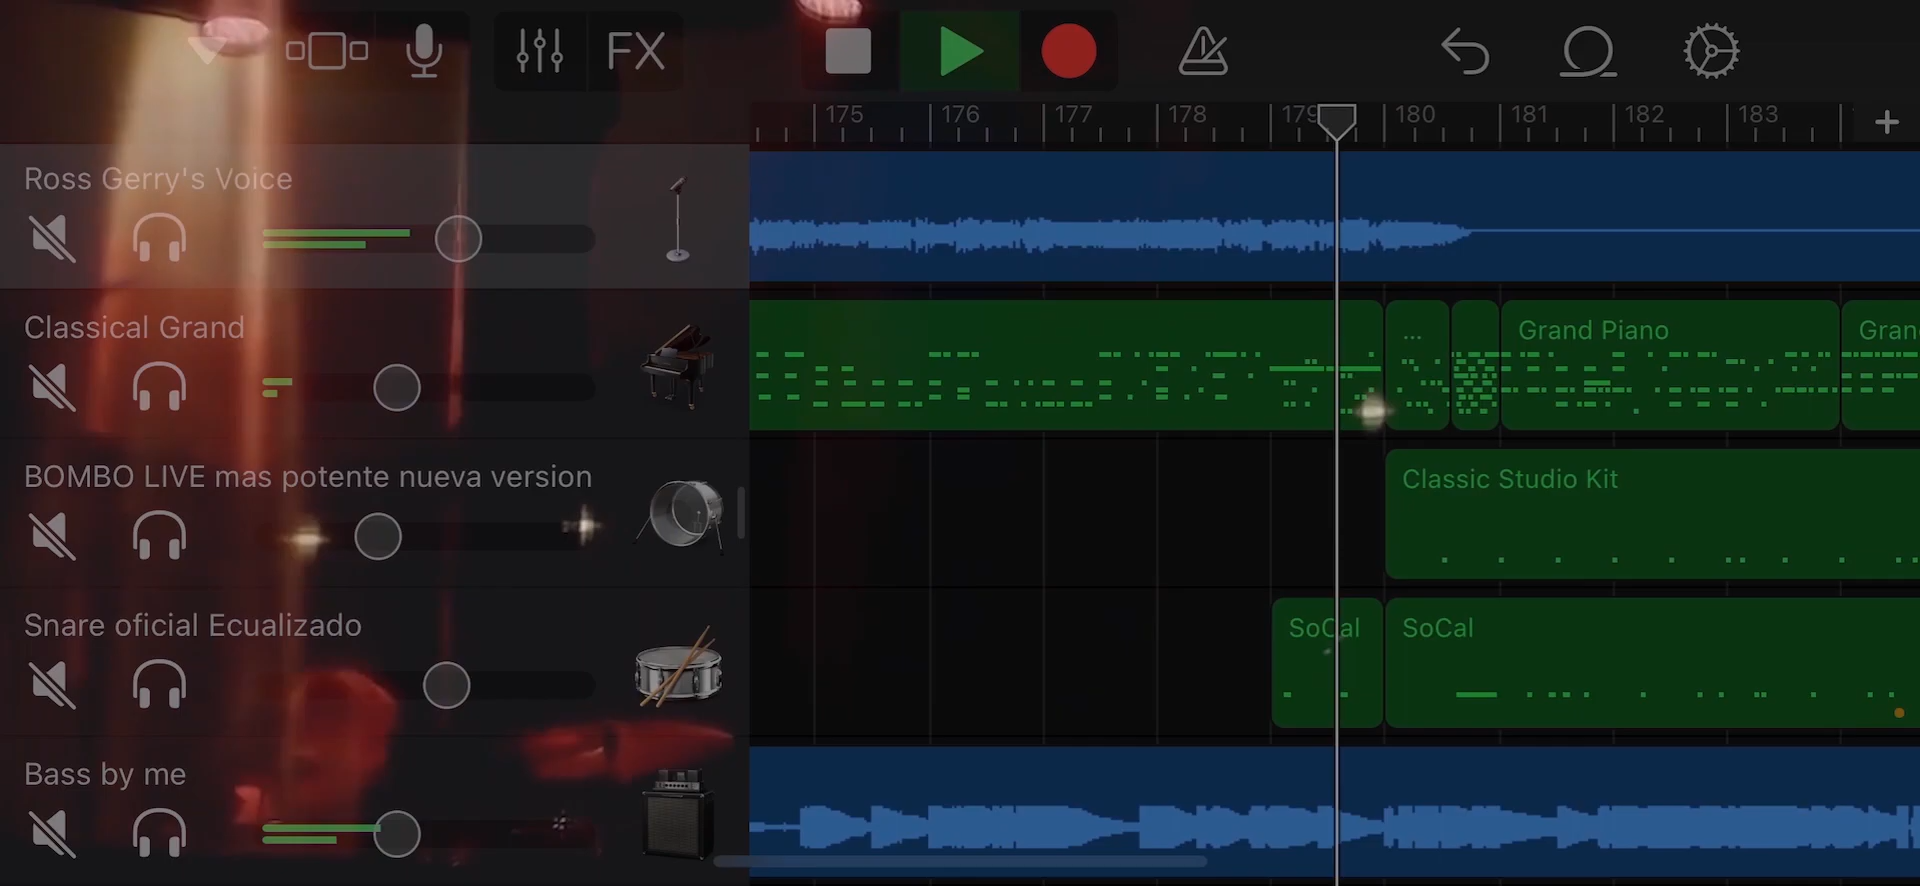 FX
175 176 177 178 179 180 181 182 183 +
Ross Gerry's Voice
Classical Grand
... Grand Piano Gran
BOMBO LIVE mas potente nueva version
Classic Studio Kit
Snare oficial Ecualizado
SoCal SoCal
Bass by me